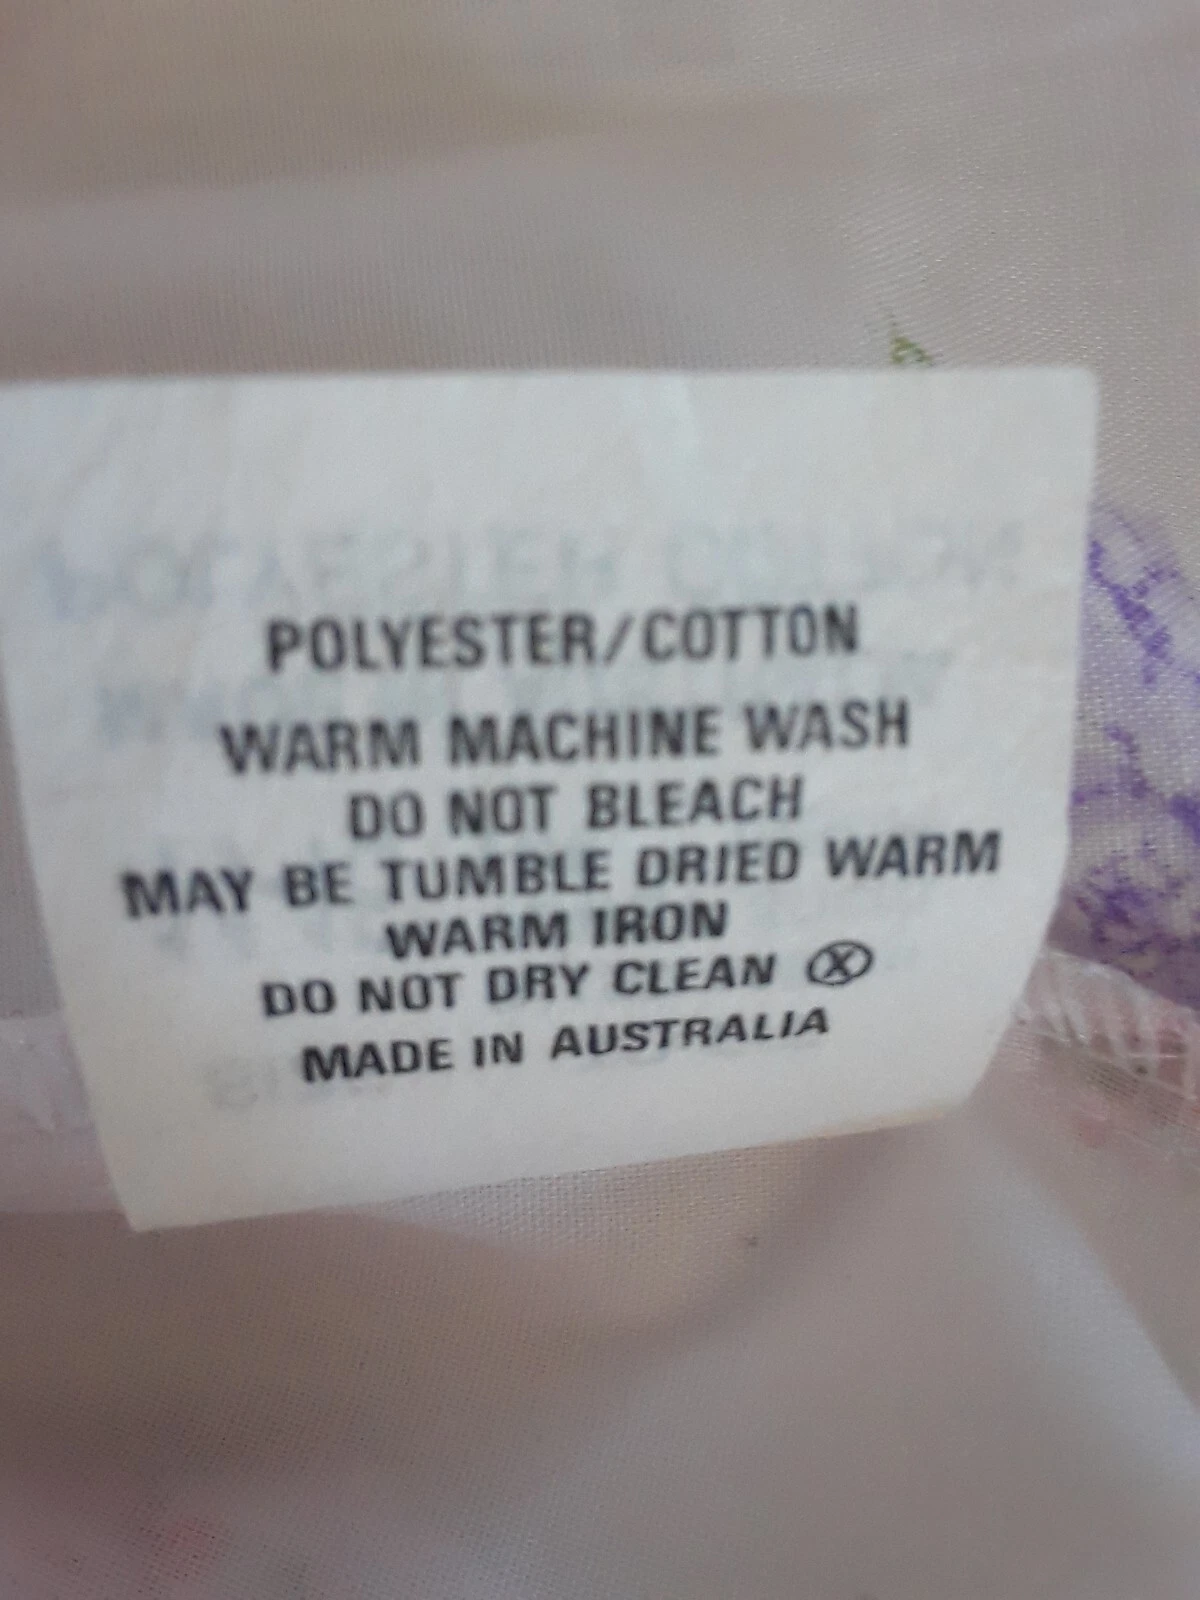 POLYESTER/COTTON
WARM MACHINE WASH
DO NOT BLEACH
MAY BE TUMBLE DRIED WARM
WARM IRON
DO NOT DRY CLEAN Ⓧ
MADE IN AUSTRALIA